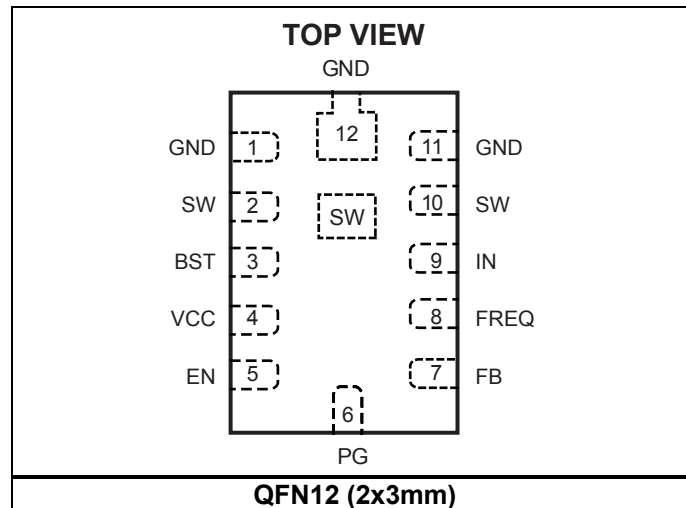 TOP VIEW
GND
12
GND 1 11 GND
SW 2 SW 10 SW
BST 3 9 IN
VCC 4 8 FREQ
EN 5 7 FB
6
PG
QFN12 (2x3mm)